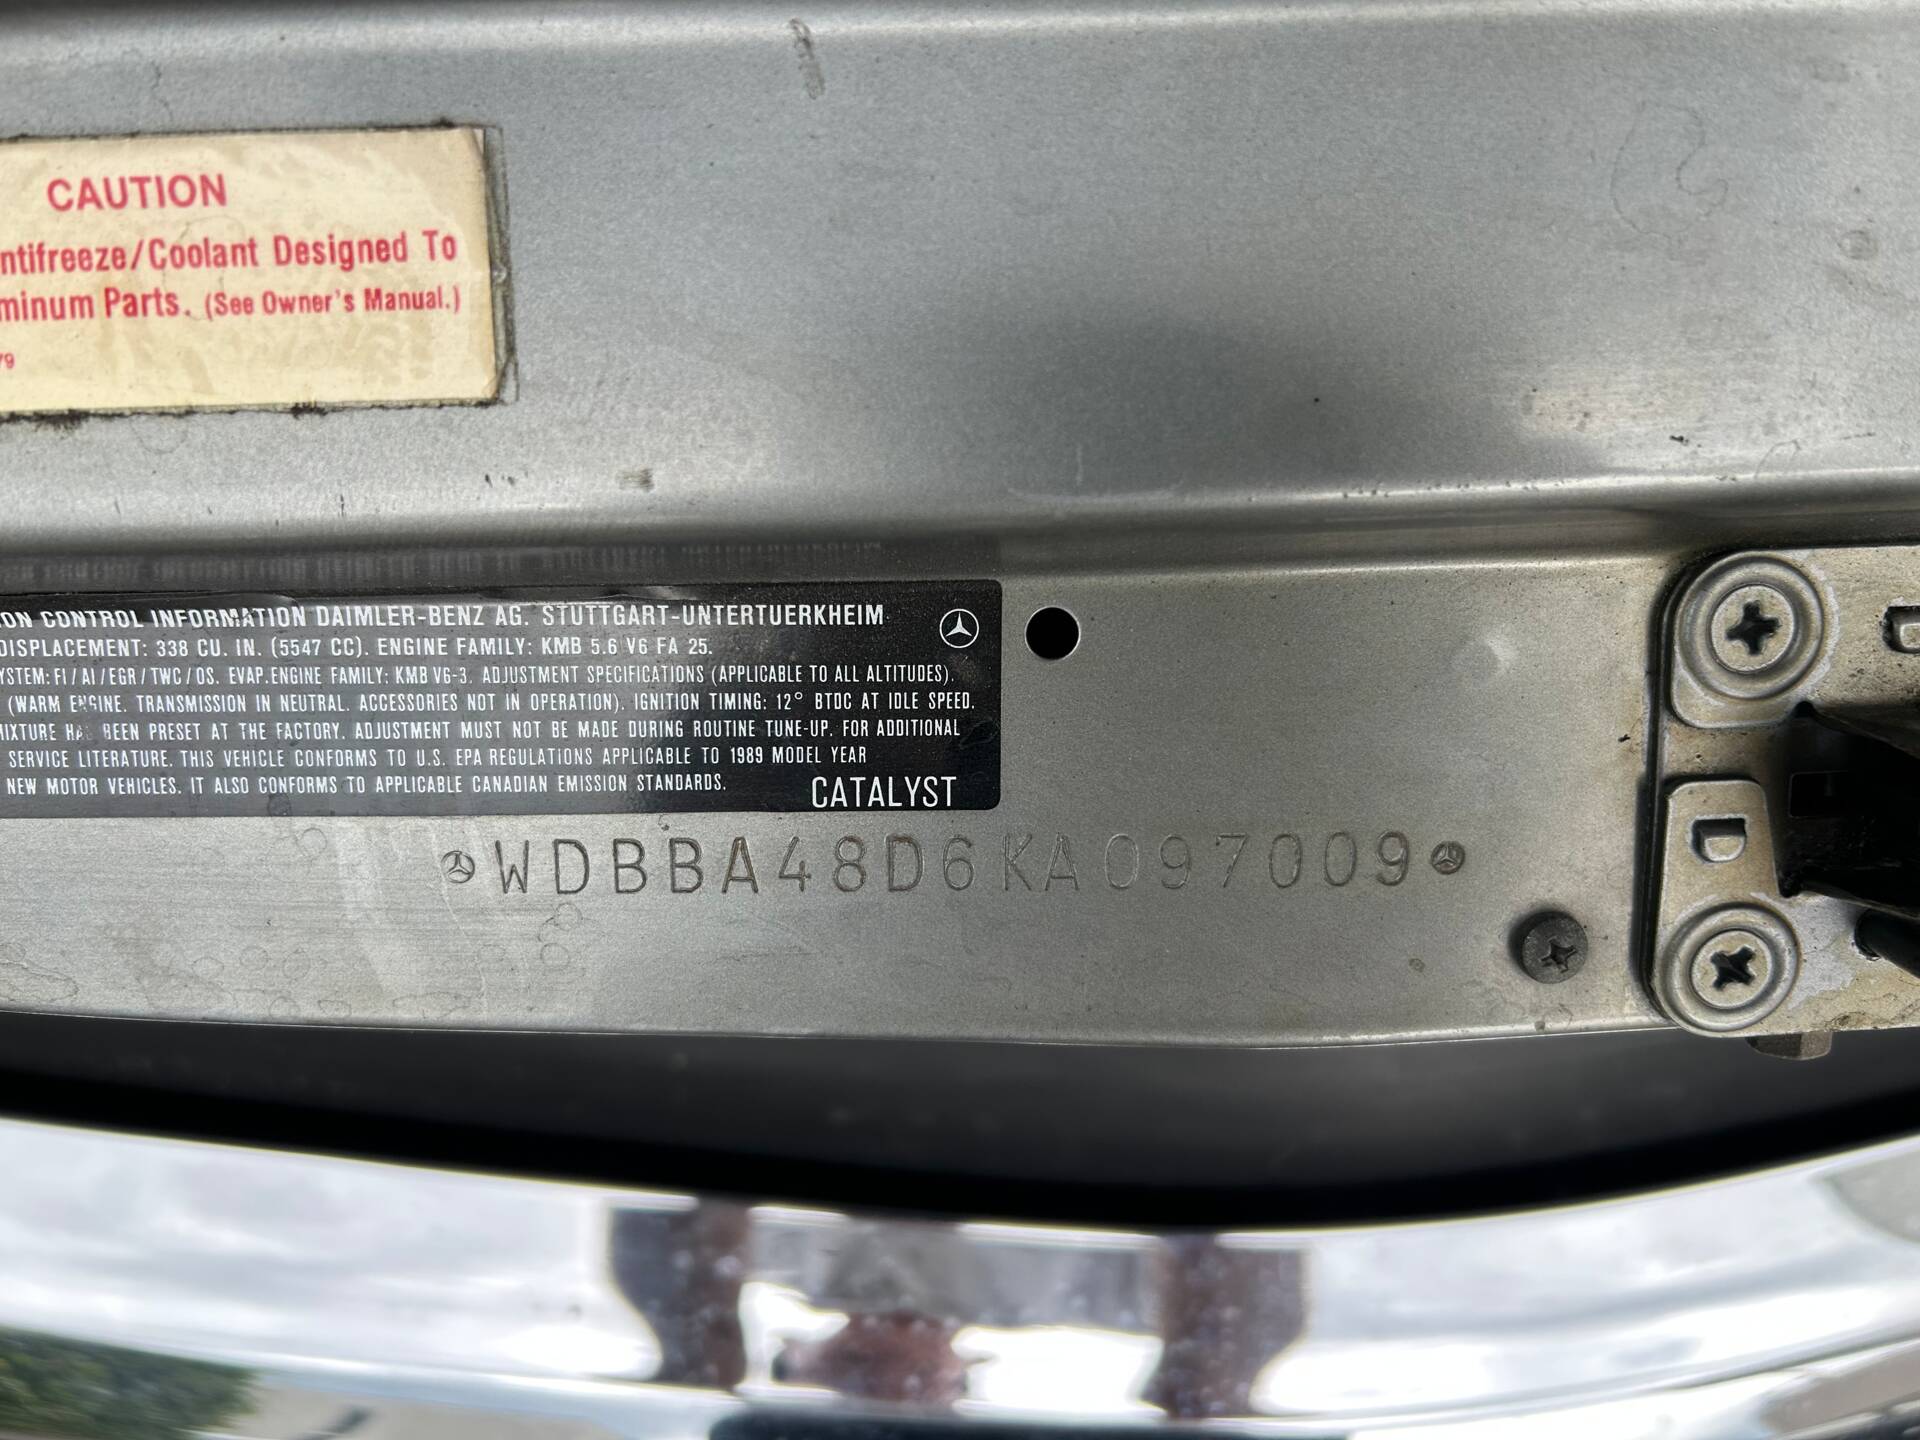 CAUTION
ntifreeze/Coolant Designed To
minum Parts. (See Owner's Manual.)
79
ON CONTROL INFORMATION DAIMLER-BENZ AG. STUTTGART-UNTERTUERKHEIM
DISPLACEMENT: 338 CU. IN. (5547 CC). ENGINE FAMILY: KMB 5.6 V6 FA 25.
YSTEM: FI / AI / EGR / TWC / OS. EVAP. ENGINE FAMILY: KMB V6-3. ADJUSTMENT SPECIFICATIONS (APPLICABLE TO ALL ALTITUDES).
(WARM ENGINE. TRANSMISSION IN NEUTRAL. ACCESSORIES NOT IN OPERATION). IGNITION TIMING: 12° BTDC AT IDLE SPEED.
MIXTURE HAS BEEN PRESET AT THE FACTORY. ADJUSTMENT MUST NOT BE MADE DURING ROUTINE TUNE-UP. FOR ADDITIONAL
SERVICE LITERATURE. THIS VEHICLE CONFORMS TO U.S. EPA REGULATIONS APPLICABLE TO 1989 MODEL YEAR
NEW MOTOR VEHICLES. IT ALSO CONFORMS TO APPLICABLE CANADIAN EMISSION STANDARDS.
CATALYST
WDBBA48D6KA097009